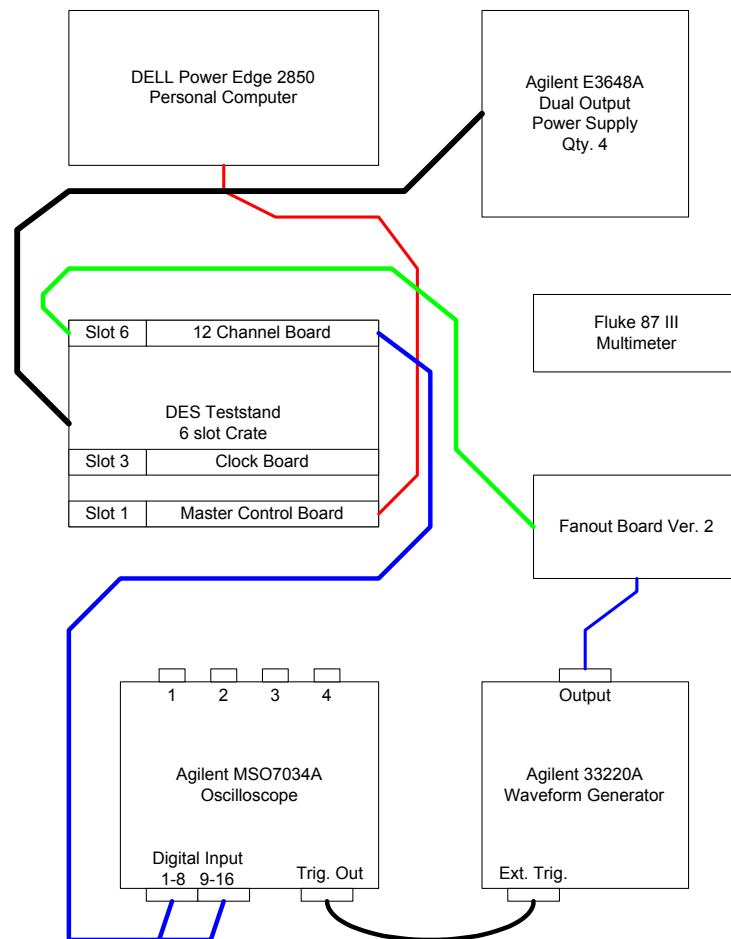 DELL Power Edge 2850
Personal Computer
Agilent E3648A
Dual Output
Power Supply
Qty. 4
Slot 6
12 Channel Board
Fluke 87 III
Multimeter
DES Teststand
6 slot Crate
Slot 3
Clock Board
Slot 1
Master Control Board
Fanout Board Ver. 2
1
2
3
4
Output
Agilent MSO7034A
Oscilloscope
Agilent 33220A
Waveform Generator
Digital Input
1-8
9-16
Trig. Out
Ext. Trig.